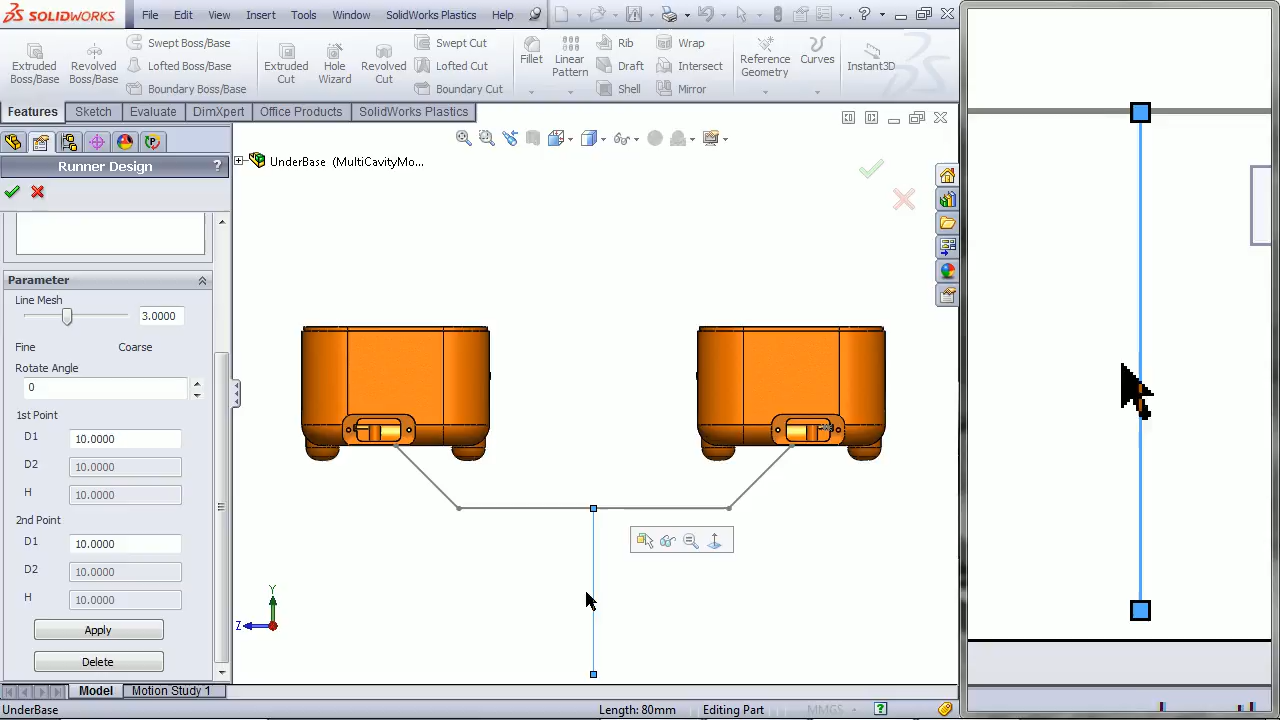 SOLIDWORKS File Edit View Insert Tools Window SolidWorks Plastics Help
Extruded Boss/Base
Revolved Boss/Base
Swept Boss/Base
Lofted Boss/Base
Boundary Boss/Base
Extruded Cut
Hole Wizard
Revolved Cut
Swept Cut
Lofted Cut
Boundary Cut
Fillet
Linear Pattern
Rib
Draft
Shell
Wrap
Intersect
Mirror
Reference Geometry
Curves
Instant3D
Features Sketch Evaluate DimXpert Office Products SolidWorks Plastics
Runner Design ?
UnderBase (MultiCavityMo...
Parameter
Line Mesh
3.0000
Fine Coarse
Rotate Angle
0
1st Point
D1 10.0000
D2 10.0000
H 10.0000
2nd Point
D1 10.0000
D2 10.0000
H 10.0000
Apply
Delete
Y
Z
Model Motion Study 1
UnderBase Length: 80mm Editing Part MMGS ?